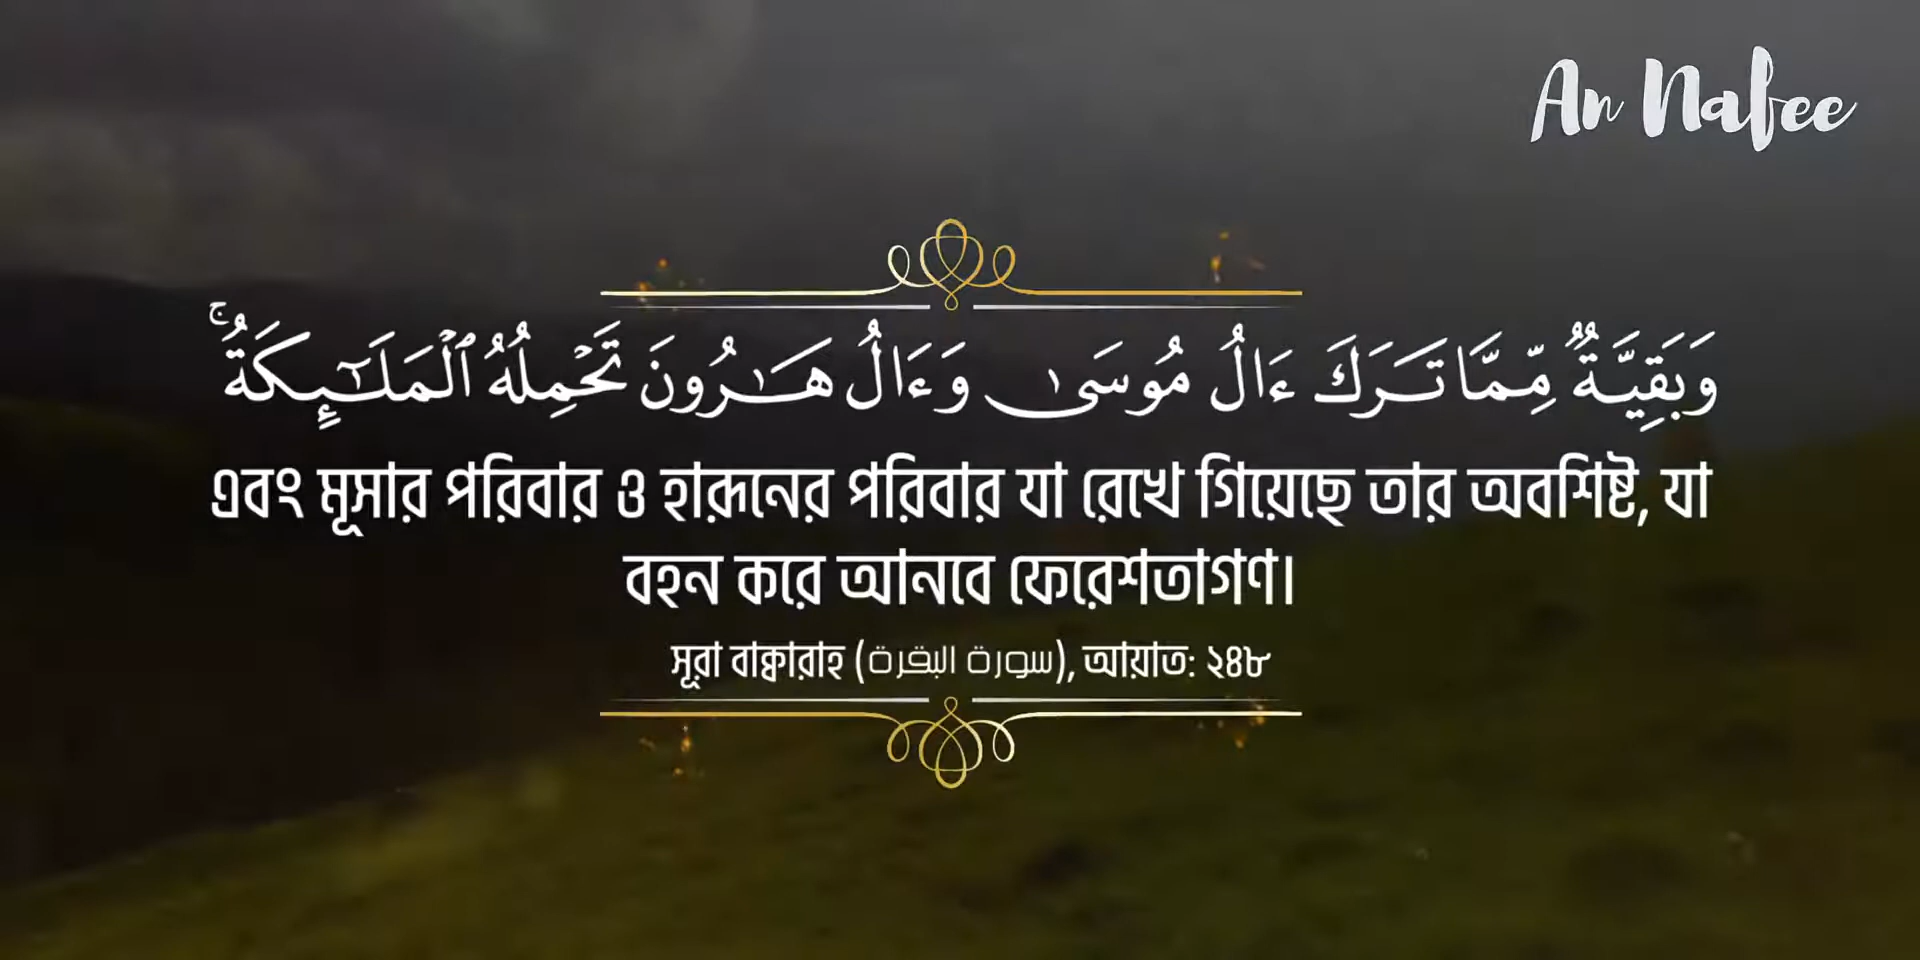 An Nafee
وَبَقِيَّةٌ مِّمَّا تَرَكَ ءَالُ مُوسَىٰ وَءَالُ هَـٰرُونَ تَحْمِلُهُ ٱلْمَلَـٰٓئِكَةُ ۚ
এবং মূসার পরিবার ও হারূনের পরিবার যা রেখে গিয়েছে তার অবশিষ্ট, যা
বহন করে আনবে ফেরেশতাগণ।
সূরা বাক্বারাহ (سورة البقرة), আয়াত: ২৪৮